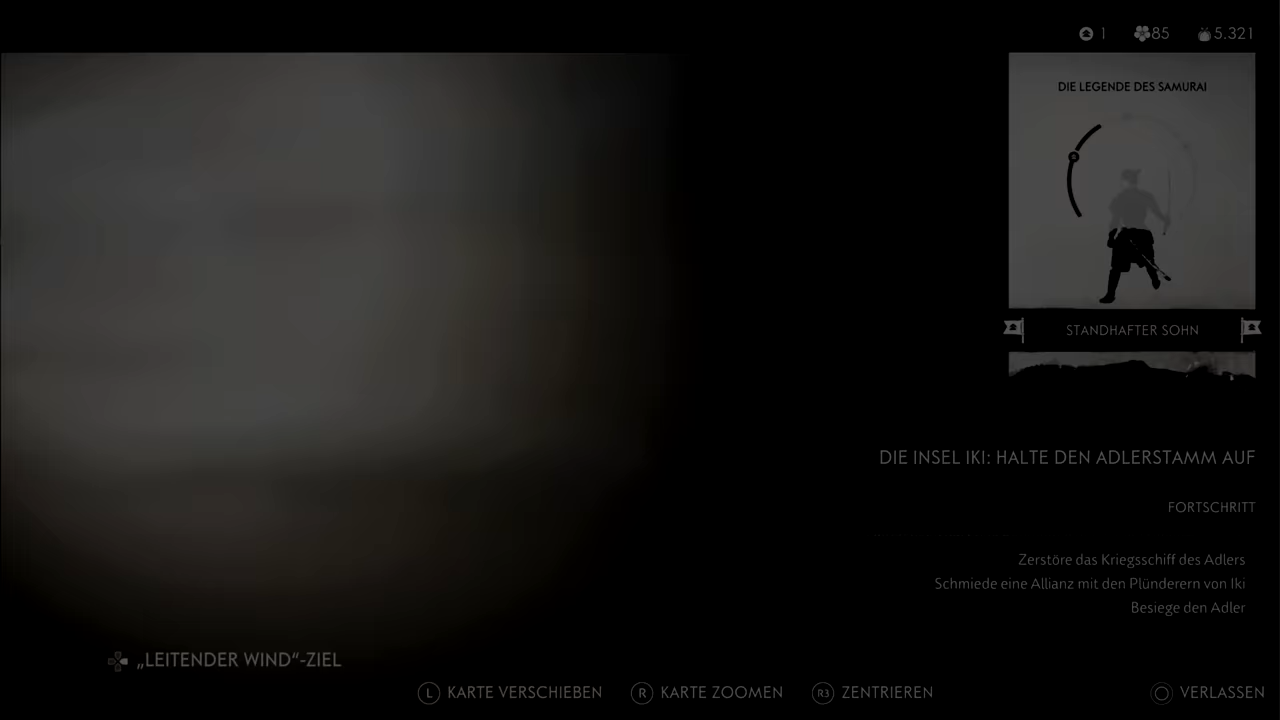 1 85 5.321
DIE LEGENDE DES SAMURAI
STANDHAFTER SOHN
DIE INSEL IKI: HALTE DEN ADLERSTAMM AUF
FORTSCHRITT
Zerstöre das Kriegsschiff des Adlers
Schmiede eine Allianz mit den Plünderern von Iki
Besiege den Adler
„LEITENDER WIND“-ZIEL
L KARTE VERSCHIEBEN R KARTE ZOOMEN R3 ZENTRIEREN VERLASSEN